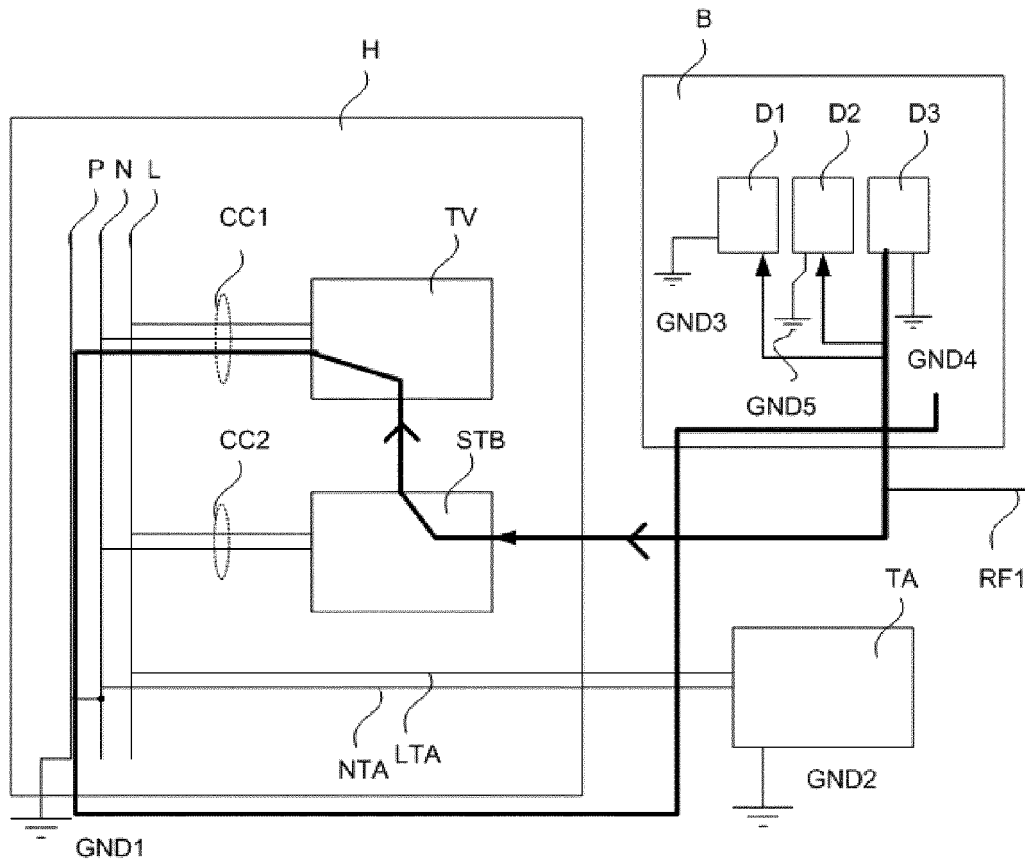 B
H
D1 D2 D3
P N L
CC1
TV
GND3
GND4
GND5
CC2
STB
RF1
TA
LTA
NTA
GND2
GND1